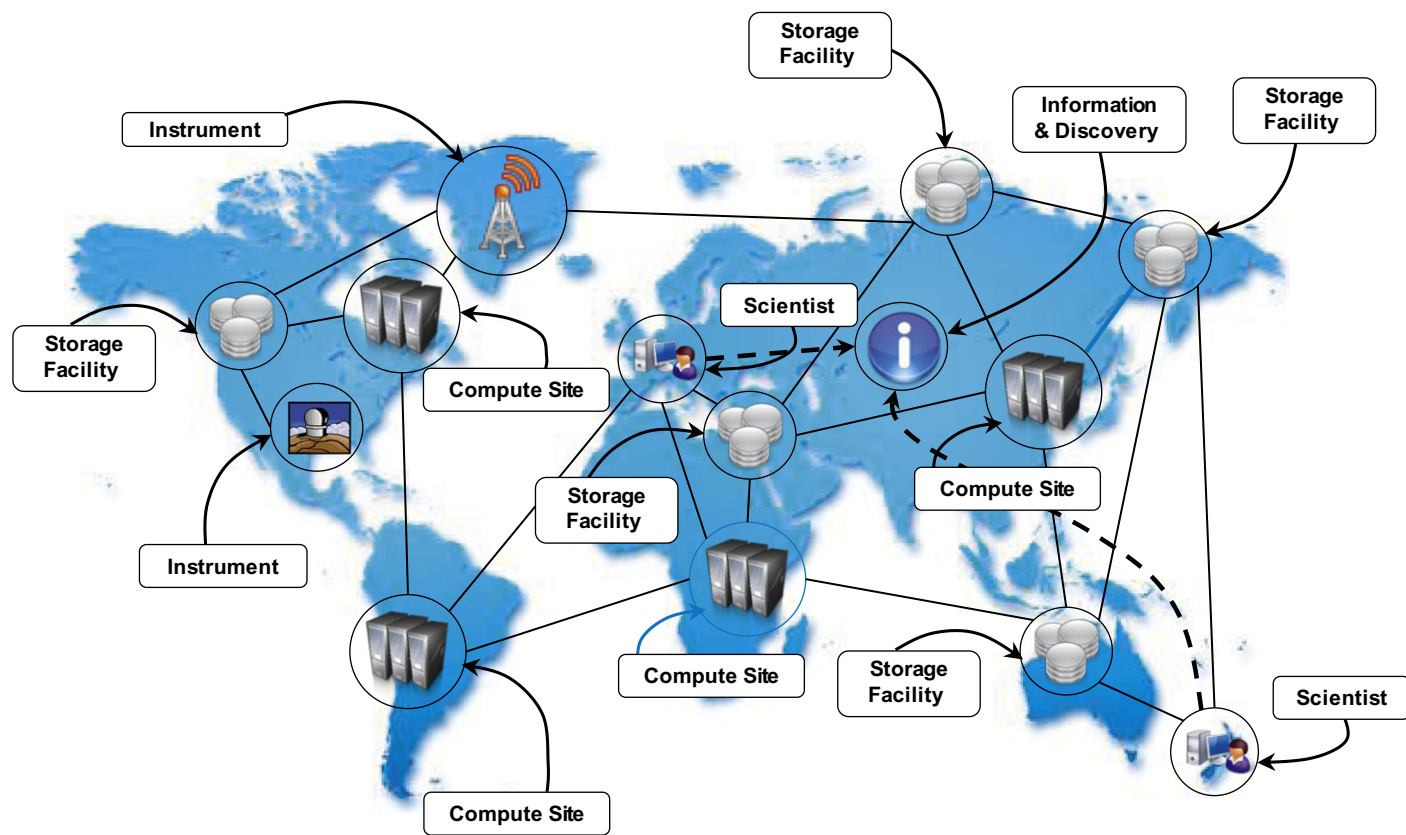 Storage
Facility
Information
& Discovery
Storage
Facility
Instrument
Scientist
Storage
Facility
Compute Site
Storage
Facility
Compute Site
Instrument
Compute Site
Storage
Facility
Scientist
Compute Site